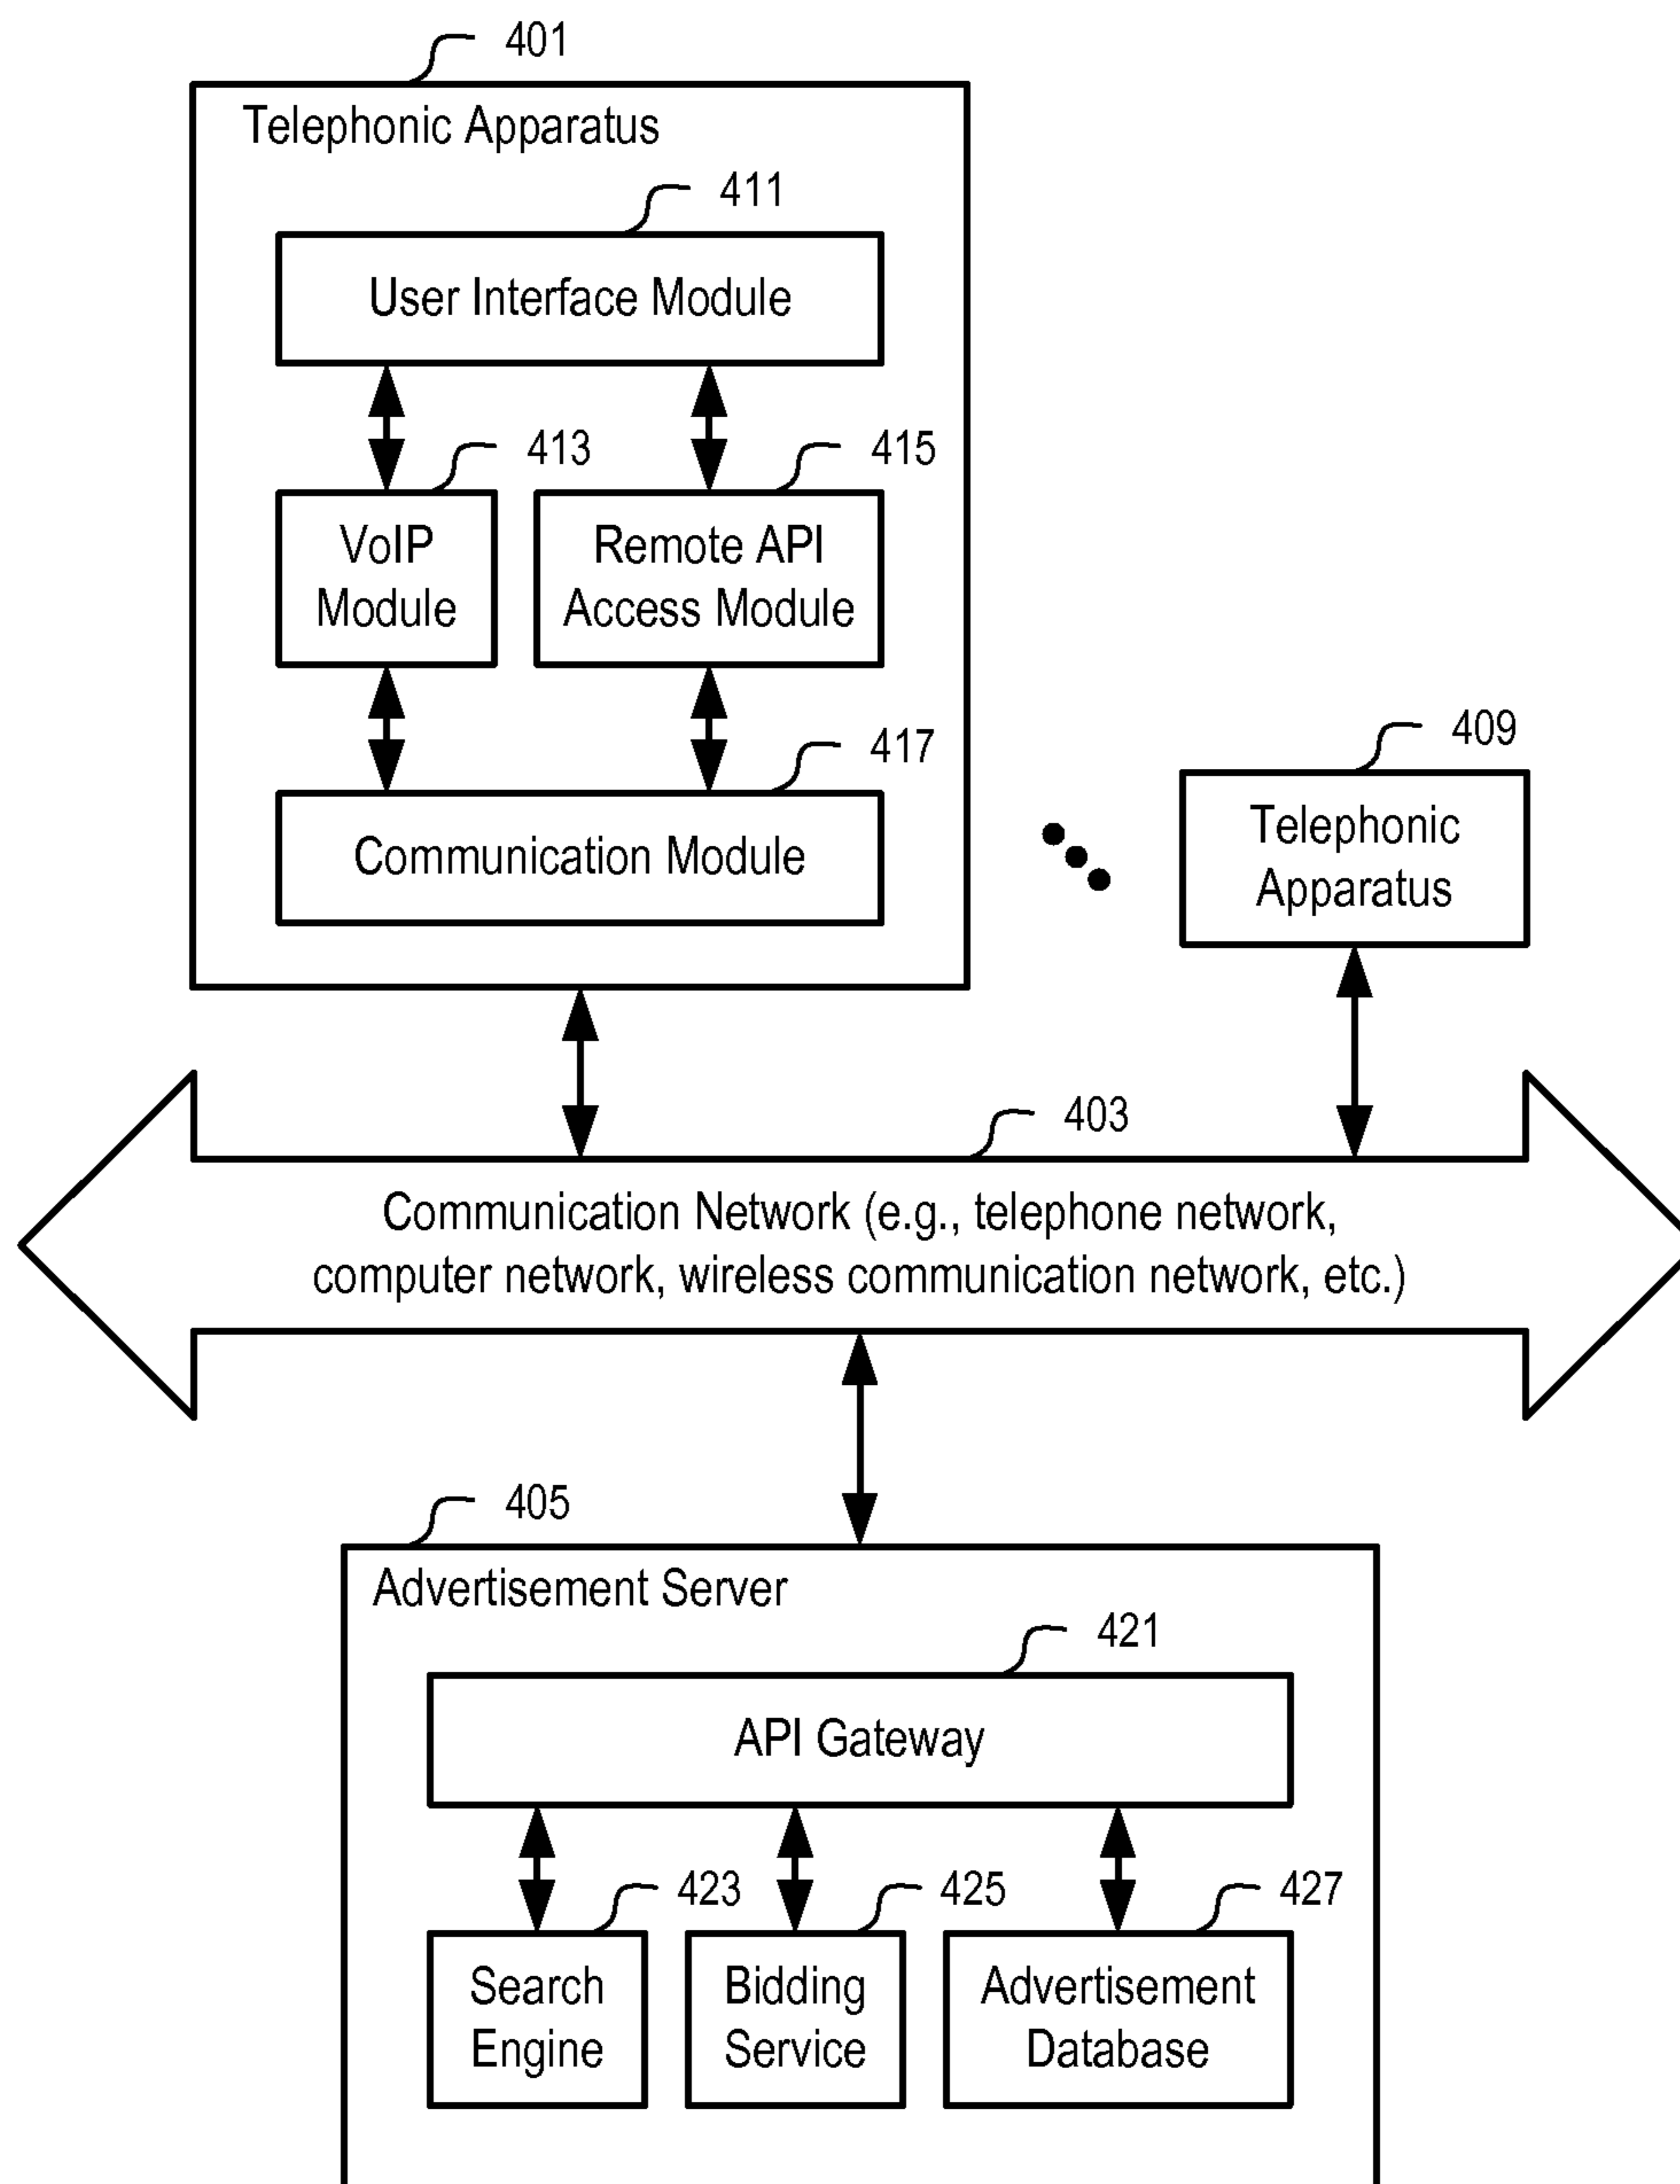 401
Telephonic Apparatus
411
User Interface Module
413
415
VoIP
Module
Remote API
Access Module
417
Communication Module
409
Telephonic
Apparatus
403
Communication Network (e.g., telephone network,
computer network, wireless communication network, etc.)
405
Advertisement Server
421
API Gateway
423
425
427
Search
Engine
Bidding
Service
Advertisement
Database